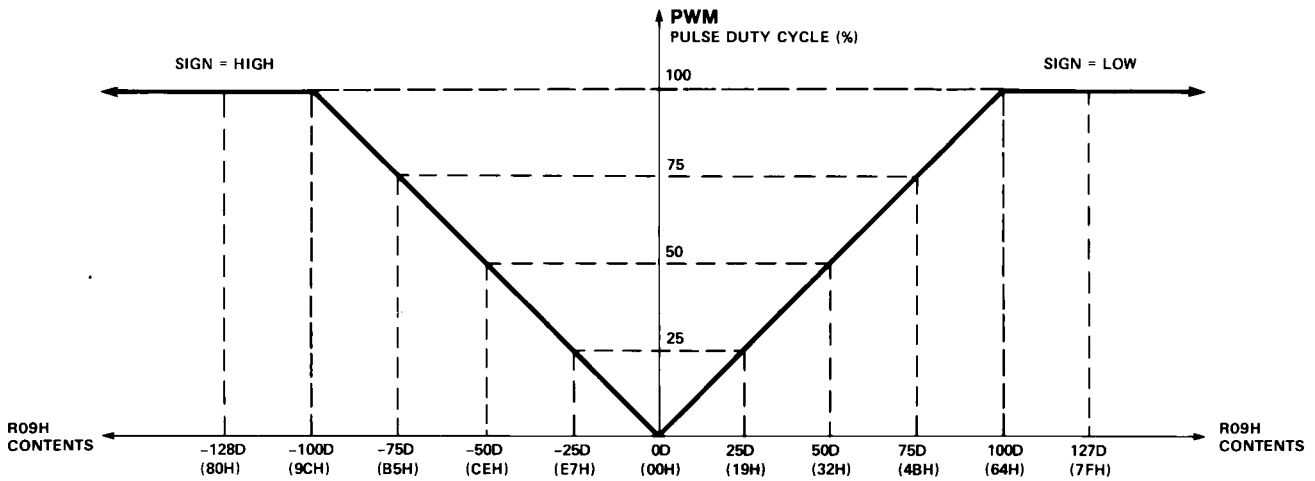 PWM
PULSE DUTY CYCLE (%)
SIGN = HIGH
SIGN = LOW
100
75
50
25
R09H
CONTENTS
-128D
(80H)
-100D
(9CH)
-75D
(B5H)
-50D
(CEH)
-25D
(E7H)
0D
(00H)
25D
(19H)
50D
(32H)
75D
(4BH)
100D
(64H)
127D
(7FH)
R09H
CONTENTS